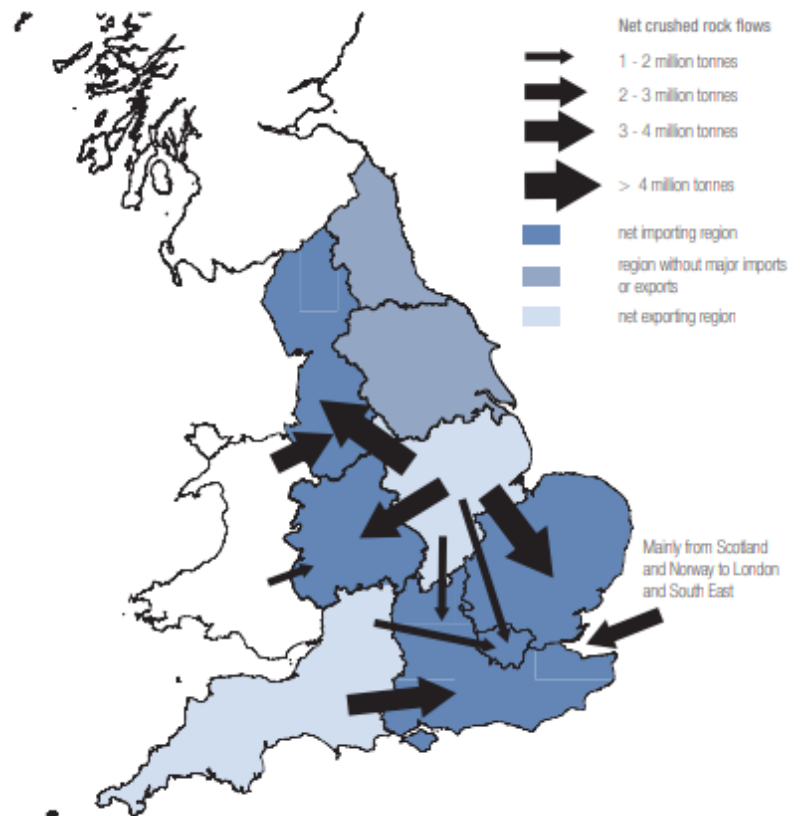 Net crushed rock flows
1 - 2 million tonnes
2 - 3 million tonnes
3 - 4 million tonnes
> 4 million tonnes
net importing region
region without major imports
or exports
net exporting region
Mainly from Scotland
and Norway to London
and South East